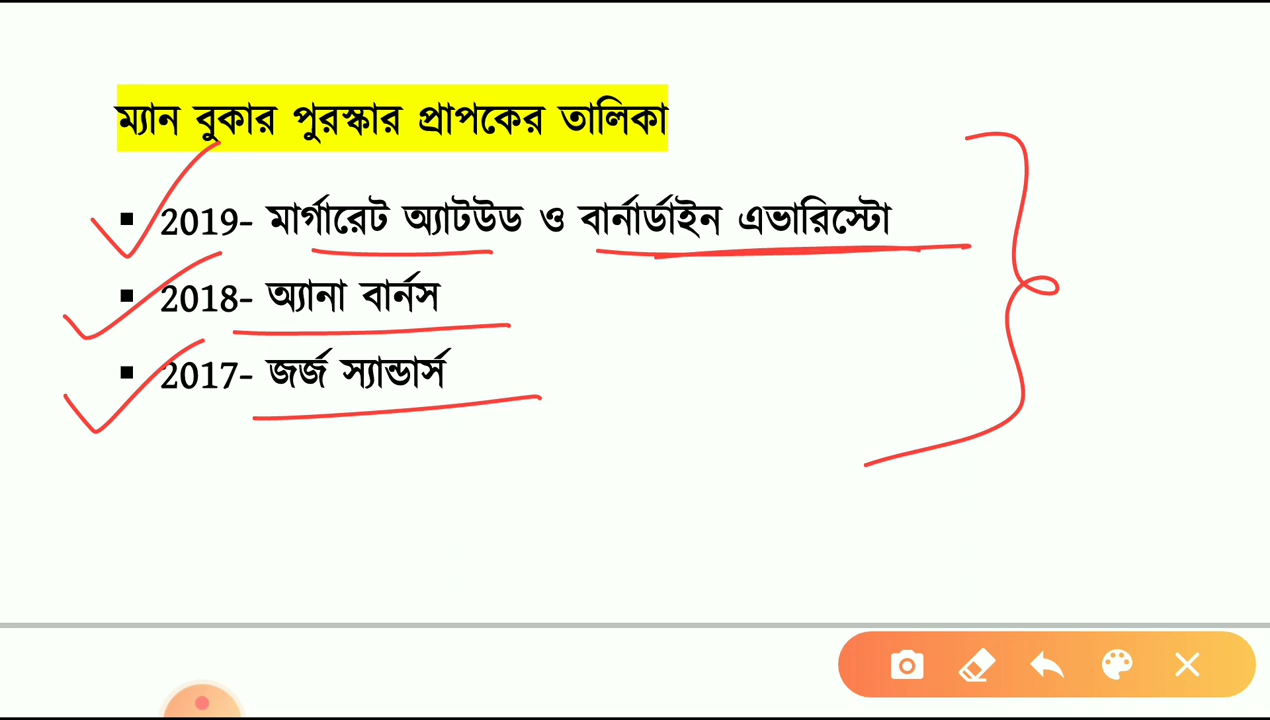 ম্যান বুকার পুরস্কার প্রাপকের তালিকা
▪ 2019- মার্গারেট অ্যাটউড ও বার্নার্ডাইন এভারিস্টো
▪ 2018- অ্যানা বার্নস
▪ 2017- জর্জ স্যান্ডার্স